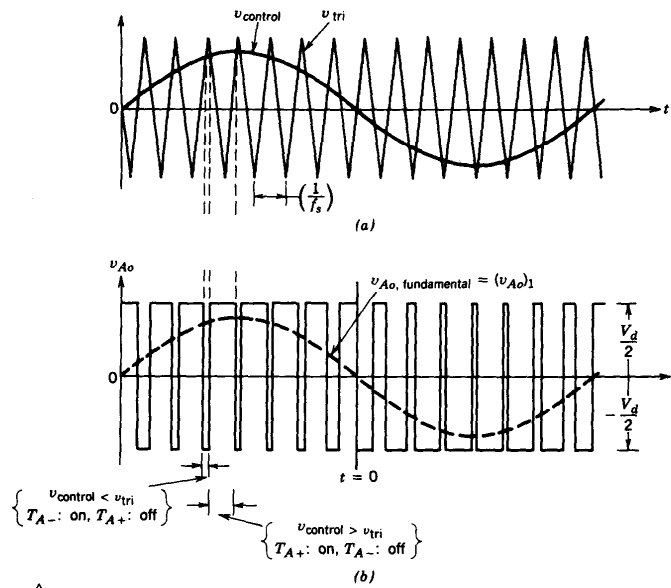 v_control
v_tri
0
t
(1/f_s)
(a)
v_Ao
v_Ao, fundamental = (v_Ao)_1
V_d/2
0
-V_d/2
t = 0
{ v_control < v_tri
T_A-: on, T_A+: off }
{ v_control > v_tri
T_A+: on, T_A-: off }
(b)